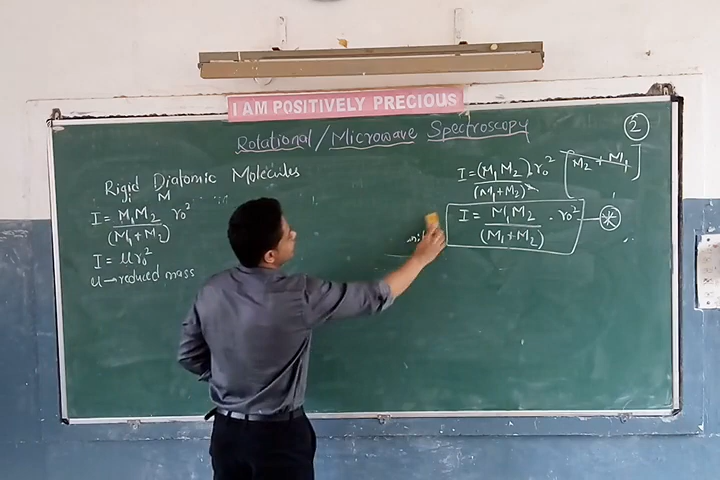 I AM POSITIVELY PRECIOUS
Rotational / Microwave Spectroscopy
2
Rigid Diatomic Molecules
M
I = M₁M₂/(M₁+M₂) r₀²
I = ur₀²
u → reduced mass
I = (M₁M₂).r₀²/(M₁+M₂)
[M₂ + M₁]
I = M₁M₂/(M₁+M₂) . r₀² — *